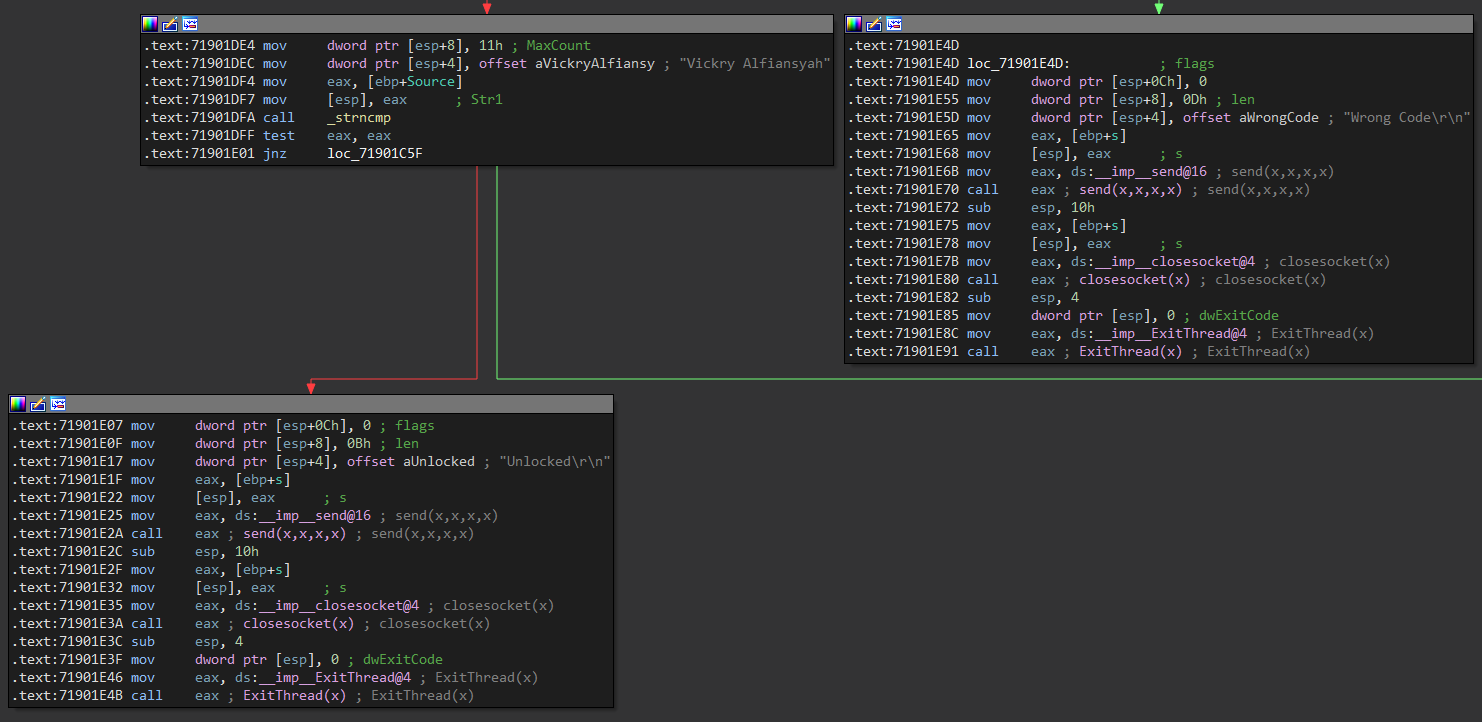 .text:71901DE4 mov dword ptr [esp+8], 11h ; MaxCount
.text:71901DEC mov dword ptr [esp+4], offset aVickryAlfiansy ; "Vickry Alfiansyah"
.text:71901DF4 mov eax, [ebp+Source]
.text:71901DF7 mov [esp], eax ; Str1
.text:71901DFA call _strncmp
.text:71901DFF test eax, eax
.text:71901E01 jnz loc_71901C5F
.text:71901E4D
.text:71901E4D loc_71901E4D: ; flags
.text:71901E4D mov dword ptr [esp+0Ch], 0
.text:71901E55 mov dword ptr [esp+8], 0Dh ; len
.text:71901E5D mov dword ptr [esp+4], offset aWrongCode ; "Wrong Code\r\n"
.text:71901E65 mov eax, [ebp+s]
.text:71901E68 mov [esp], eax ; s
.text:71901E6B mov eax, ds:__imp__send@16 ; send(x,x,x,x)
.text:71901E70 call eax ; send(x,x,x,x) ; send(x,x,x,x)
.text:71901E72 sub esp, 10h
.text:71901E75 mov eax, [ebp+s]
.text:71901E78 mov [esp], eax ; s
.text:71901E7B mov eax, ds:__imp__closesocket@4 ; closesocket(x)
.text:71901E80 call eax ; closesocket(x) ; closesocket(x)
.text:71901E82 sub esp, 4
.text:71901E85 mov dword ptr [esp], 0 ; dwExitCode
.text:71901E8C mov eax, ds:__imp__ExitThread@4 ; ExitThread(x)
.text:71901E91 call eax ; ExitThread(x) ; ExitThread(x)
.text:71901E07 mov dword ptr [esp+0Ch], 0 ; flags
.text:71901E0F mov dword ptr [esp+8], 0Bh ; len
.text:71901E17 mov dword ptr [esp+4], offset aUnlocked ; "Unlocked\r\n"
.text:71901E1F mov eax, [ebp+s]
.text:71901E22 mov [esp], eax ; s
.text:71901E25 mov eax, ds:__imp__send@16 ; send(x,x,x,x)
.text:71901E2A call eax ; send(x,x,x,x) ; send(x,x,x,x)
.text:71901E2C sub esp, 10h
.text:71901E2F mov eax, [ebp+s]
.text:71901E32 mov [esp], eax ; s
.text:71901E35 mov eax, ds:__imp__closesocket@4 ; closesocket(x)
.text:71901E3A call eax ; closesocket(x) ; closesocket(x)
.text:71901E3C sub esp, 4
.text:71901E3F mov dword ptr [esp], 0 ; dwExitCode
.text:71901E46 mov eax, ds:__imp__ExitThread@4 ; ExitThread(x)
.text:71901E4B call eax ; ExitThread(x) ; ExitThread(x)